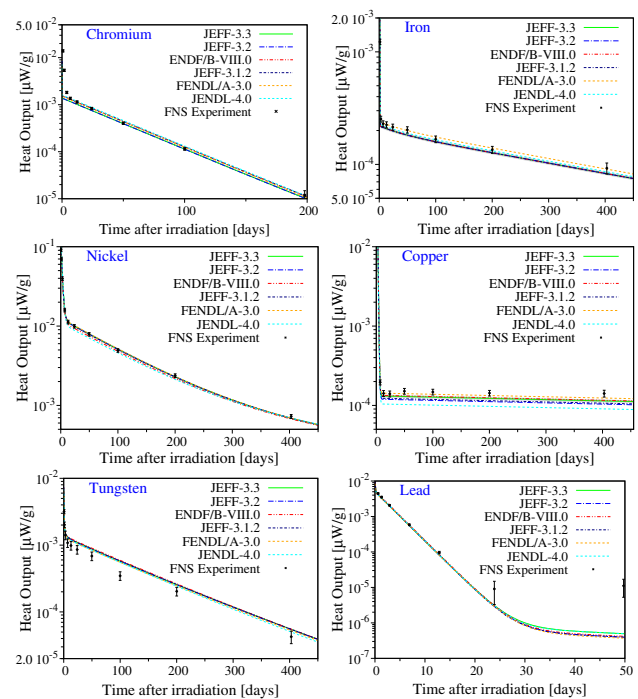 Chromium
JEFF-3.3
JEFF-3.2
ENDF/B-VIII.0
JEFF-3.1.2
FENDL/A-3.0
JENDL-4.0
FNS Experiment
Heat Output [µW/g]
5.0 10⁻²
10⁻²
10⁻³
10⁻⁴
10⁻⁵
0
100
200
Time after irradiation [days]
Iron
JEFF-3.3
JEFF-3.2
ENDF/B-VIII.0
JEFF-3.1.2
FENDL/A-3.0
JENDL-4.0
FNS Experiment
Heat Output [µW/g]
2.0 10⁻³
10⁻³
10⁻⁴
5.0 10⁻⁵
0
100
200
300
400
Time after irradiation [days]
Nickel
JEFF-3.3
JEFF-3.2
ENDF/B-VIII.0
JEFF-3.1.2
FENDL/A-3.0
JENDL-4.0
FNS Experiment
Heat Output [µW/g]
10⁻¹
10⁻²
10⁻³
0
100
200
300
400
Time after irradiation [days]
Copper
JEFF-3.3
JEFF-3.2
ENDF/B-VIII.0
JEFF-3.1.2
FENDL/A-3.0
JENDL-4.0
FNS Experiment
Heat Output [µW/g]
10⁻²
10⁻³
10⁻⁴
10⁻⁵
0
100
200
300
400
Time after irradiation [days]
Tungsten
JEFF-3.3
JEFF-3.2
ENDF/B-VIII.0
JEFF-3.1.2
FENDL/A-3.0
JENDL-4.0
FNS Experiment
Heat Output [µW/g]
10⁻²
10⁻³
10⁻⁴
2.0 10⁻⁵
0
100
200
300
400
Time after irradiation [days]
Lead
JEFF-3.3
JEFF-3.2
ENDF/B-VIII.0
JEFF-3.1.2
FENDL/A-3.0
JENDL-4.0
FNS Experiment
Heat Output [µW/g]
10⁻²
10⁻³
10⁻⁴
10⁻⁵
10⁻⁶
10⁻⁷
0
10
20
30
40
50
Time after irradiation [days]